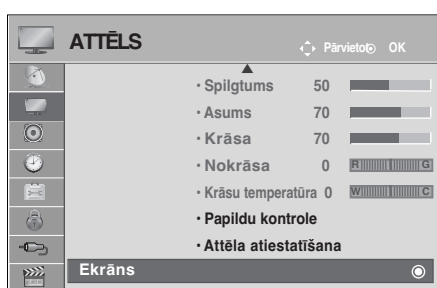 ATTĒLS
Pārvietot OK
• Spilgtums 50
• Asums 70
• Krāsa 70
• Nokrāsa 0 R G
• Krāsu temperatūra 0 W C
• Papildu kontrole
• Attēla atiestatīšana
Ekrāns